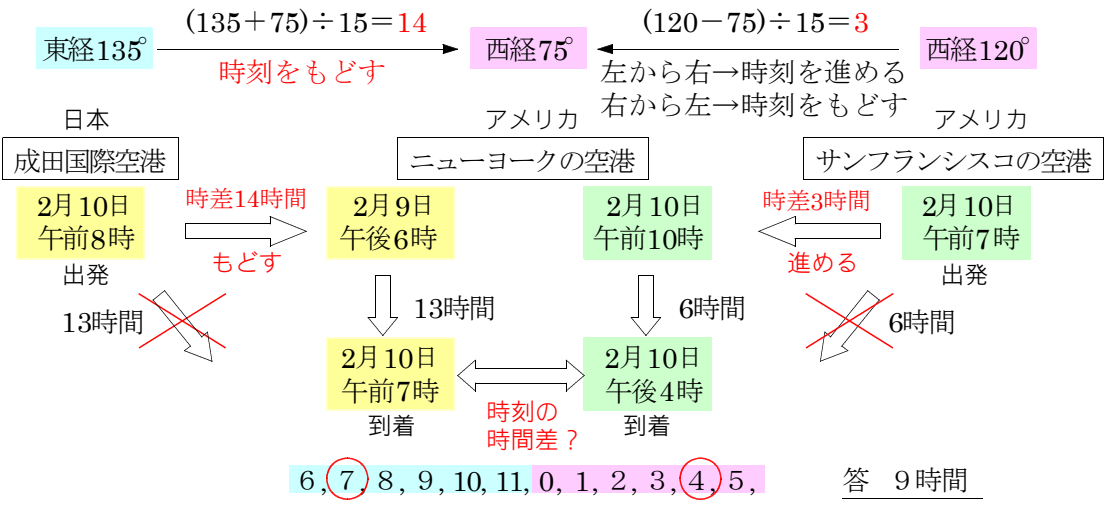 (135＋75)÷15＝14
(120－75)÷15＝3
東経135°
西経75°
西経120°
時刻をもどす
左から右→時刻を進める
右から左→時刻をもどす
日本
アメリカ
アメリカ
成田国際空港
ニューヨークの空港
サンフランシスコの空港
2月10日
午前8時
出発
時差14時間
もどす
2月9日
午後6時
2月10日
午前10時
時差3時間
進める
2月10日
午前7時
出発
13時間
13時間
6時間
6時間
2月10日
午前7時
到着
時刻の
時間差？
2月10日
午後4時
到着
6, 7, 8, 9, 10, 11, 0, 1, 2, 3, 4, 5,
答　9時間